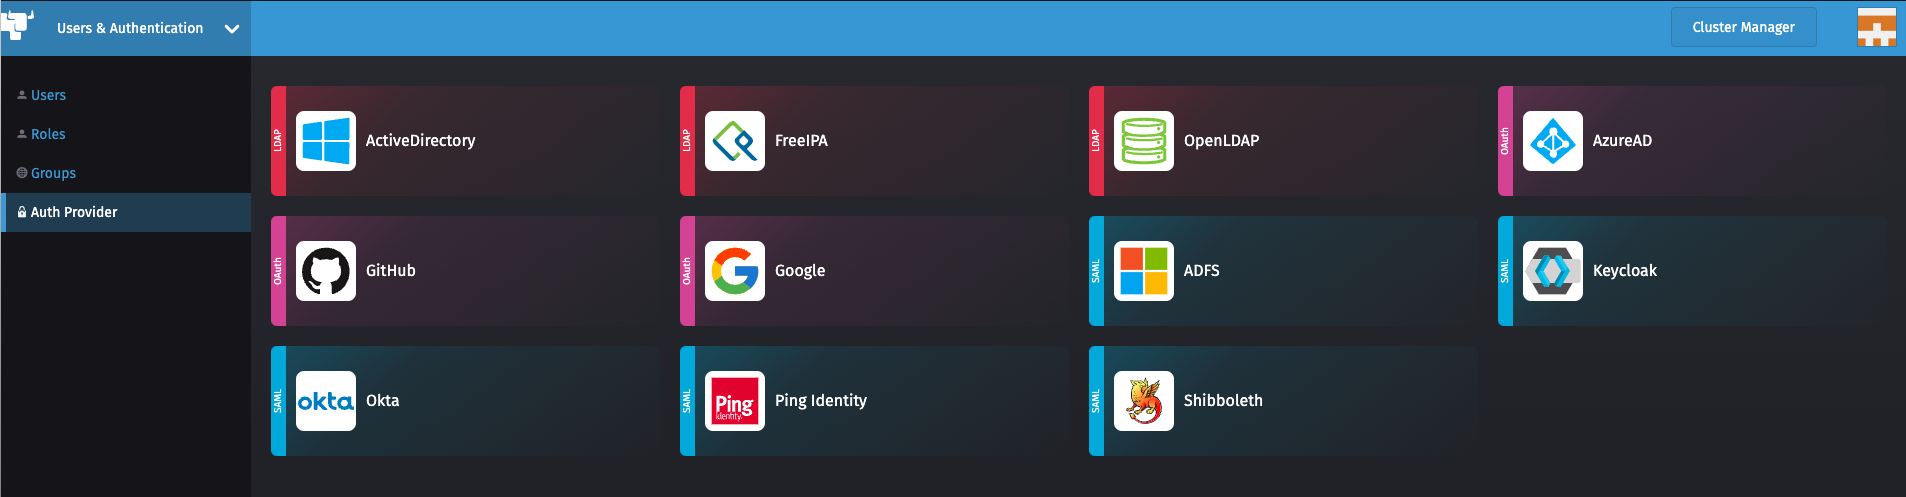 Users & Authentication
Cluster Manager
Users
Roles
Groups
Auth Provider
LDAP
ActiveDirectory
LDAP
FreeIPA
LDAP
OpenLDAP
OAuth
AzureAD
OAuth
GitHub
OAuth
Google
SAML
ADFS
SAML
Keycloak
SAML
okta
Okta
SAML
Ping
Identity
Ping Identity
SAML
Shibboleth